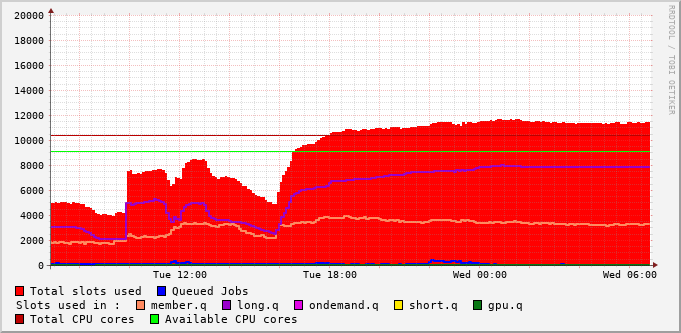 20000
18000
16000
14000
12000
10000
8000
6000
4000
2000
0
Tue 12:00 Tue 18:00 Wed 00:00 Wed 06:00
RRDTOOL / TOBI OETIKER
Total slots used Queued Jobs
Slots used in : member.q long.q ondemand.q short.q gpu.q
Total CPU cores Available CPU cores